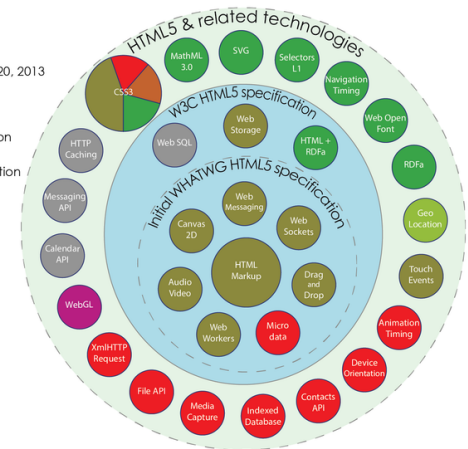 HTML5 & related technologies
20, 2013
on
tion
CSS3
MathML
3.0
SVG
Selectors
L1
Navigation
Timing
Web Open
Font
RDFa
Geo
Location
Touch
Events
Animation
Timing
Device
Orientation
Contacts
API
Indexed
Database
Media
Capture
File API
XmlHTTP
Request
WebGL
Calendar
API
Messaging
API
HTTP
Caching
W3C HTML5 specification
Web SQL
Web
Storage
HTML +
RDFa
Initial WHATWG HTML5 specification
Web
Messaging
Canvas
2D
Web
Sockets
HTML
Markup
Audio
Video
Drag
and
Drop
Web
Workers
Micro
data